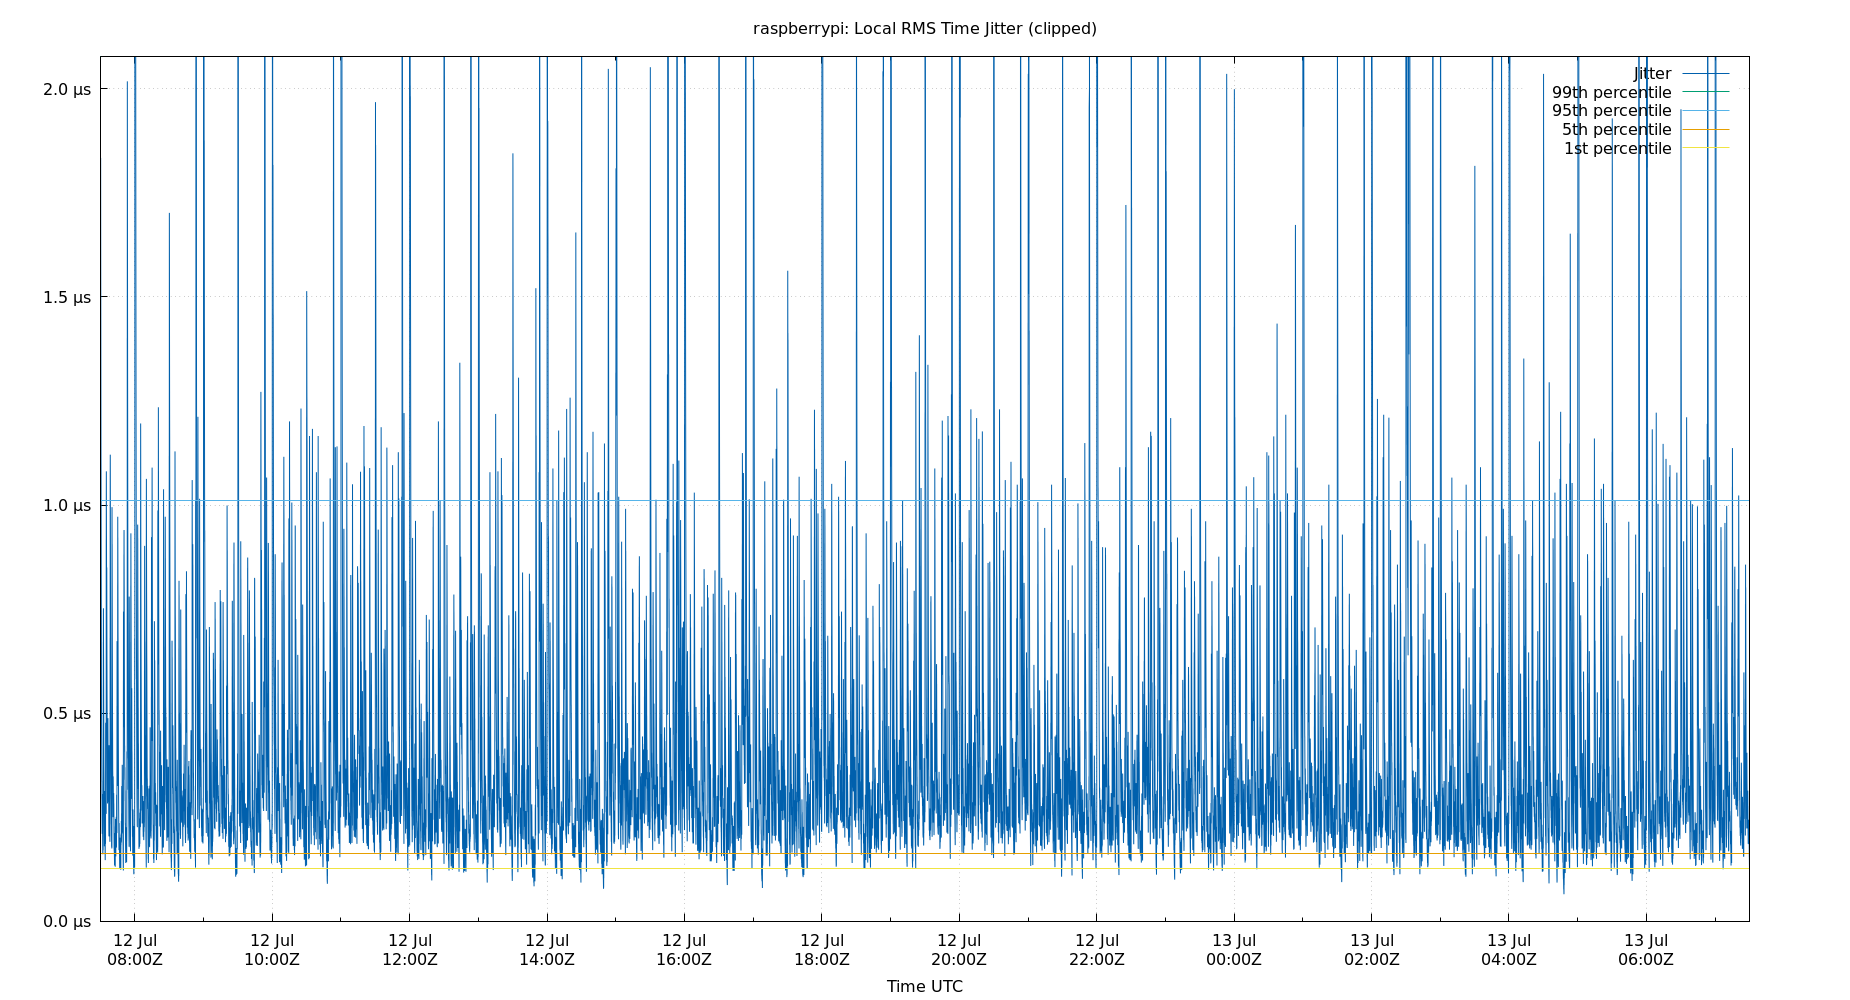 raspberrypi: Local RMS Time Jitter (clipped)
Jitter
99th percentile
95th percentile
5th percentile
1st percentile
2.0 µs
1.5 µs
1.0 µs
0.5 µs
0.0 µs
12 Jul 12 Jul 12 Jul 12 Jul 12 Jul 12 Jul 12 Jul 12 Jul 13 Jul 13 Jul 13 Jul 13 Jul
08:00Z 10:00Z 12:00Z 14:00Z 16:00Z 18:00Z 20:00Z 22:00Z 00:00Z 02:00Z 04:00Z 06:00Z
Time UTC